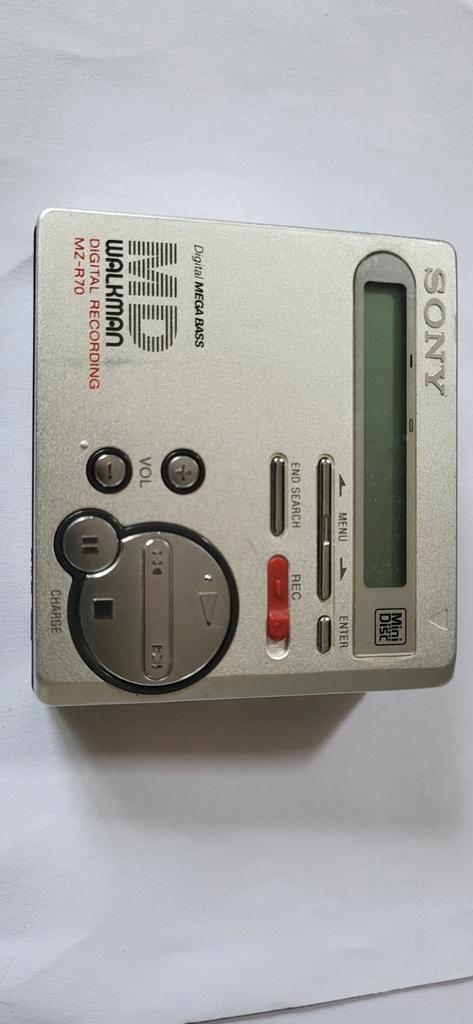 SONY
Mini
Disc
MENU
ENTER
END SEARCH
REC
Digital MEGA BASS
MD
WALKMAN
DIGITAL RECORDING
MZ-R70
VOL
+
-
CHARGE